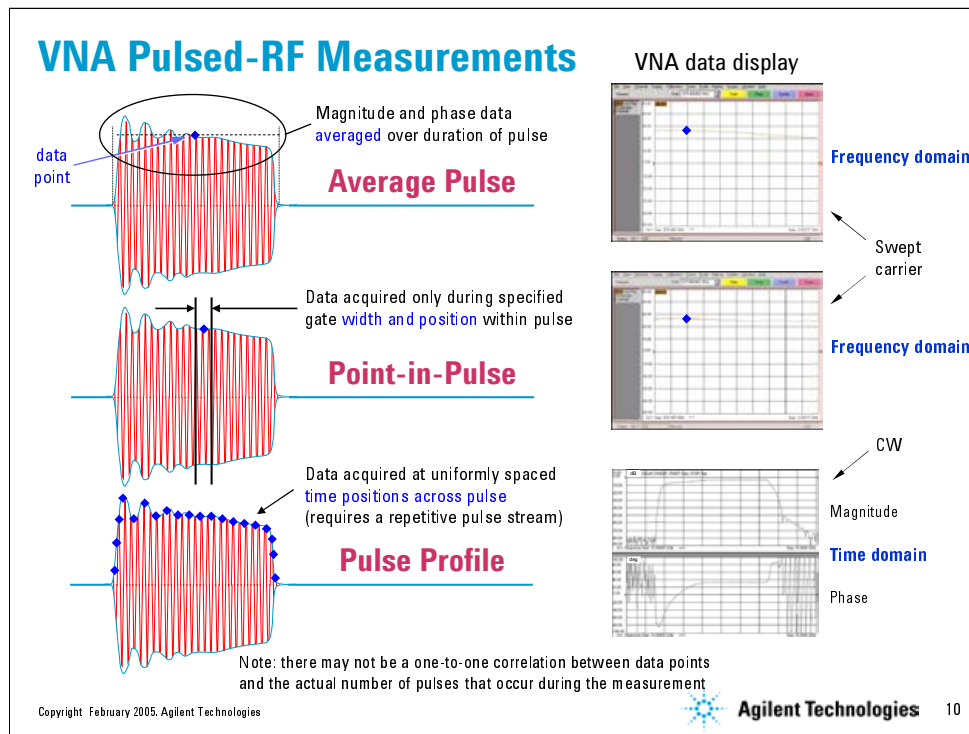 VNA Pulsed-RF Measurements
VNA data display
Magnitude and phase data
averaged over duration of pulse
data
point
Average Pulse
Frequency domain
Swept
carrier
Data acquired only during specified
gate width and position within pulse
Point-in-Pulse
Frequency domain
CW
Data acquired at uniformly spaced
time positions across pulse
(requires a repetitive pulse stream)
Pulse Profile
dB
Magnitude
Time domain
deg
Phase
Note: there may not be a one-to-one correlation between data points
and the actual number of pulses that occur during the measurement
Copyright February 2005. Agilent Technologies
Agilent Technologies
10